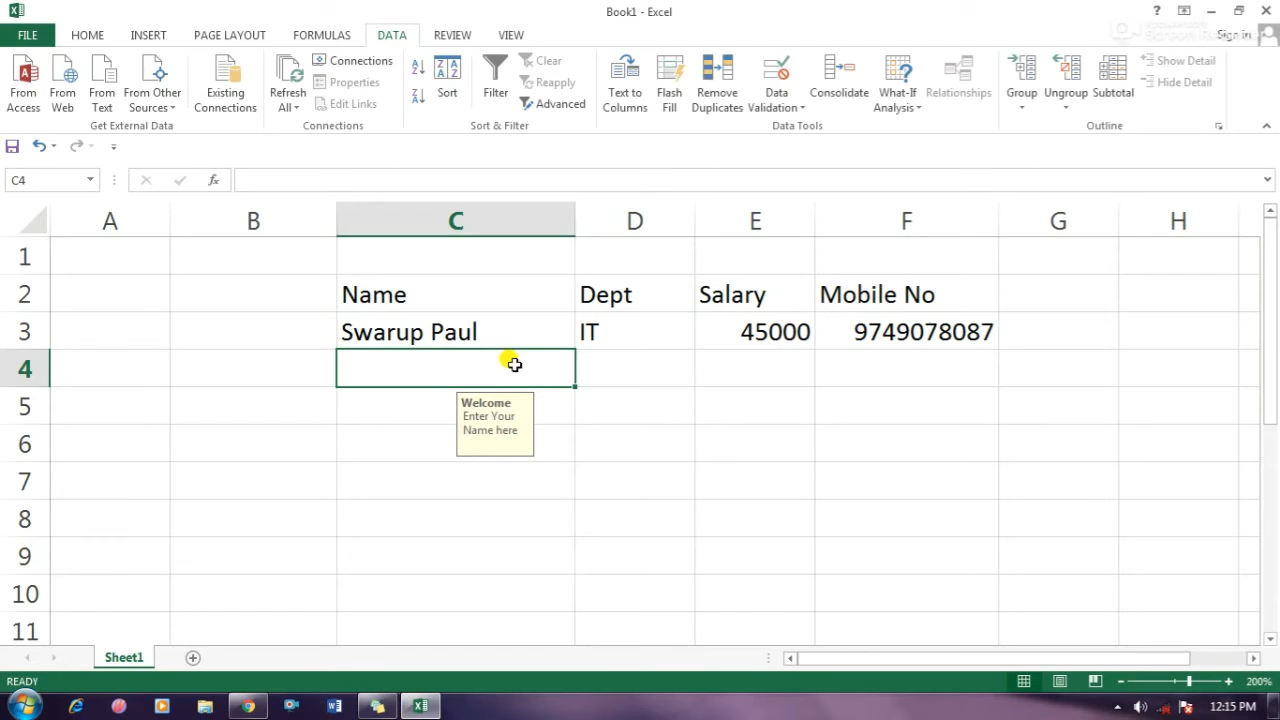 Book1 - Excel
?
FILE HOME INSERT PAGE LAYOUT FORMULAS DATA REVIEW VIEW Sign in
From Access
From Web
From Text
From Other Sources
Get External Data
Existing Connections
Refresh All
Connections
Properties
Edit Links
Connections
Sort
Filter
Clear
Reapply
Advanced
Sort & Filter
Text to Columns
Flash Fill
Remove Duplicates
Data Validation
Consolidate
What-If Analysis
Relationships
Data Tools
Group
Ungroup
Subtotal
Show Detail
Hide Detail
Outline
C4 fx
A B C D E F G H
1
2 Name Dept Salary Mobile No
3 Swarup Paul IT 45000 9749078087
4
Welcome
Enter Your
Name here
5
6
7
8
9
10
11
Sheet1
READY 200%
12:15 PM